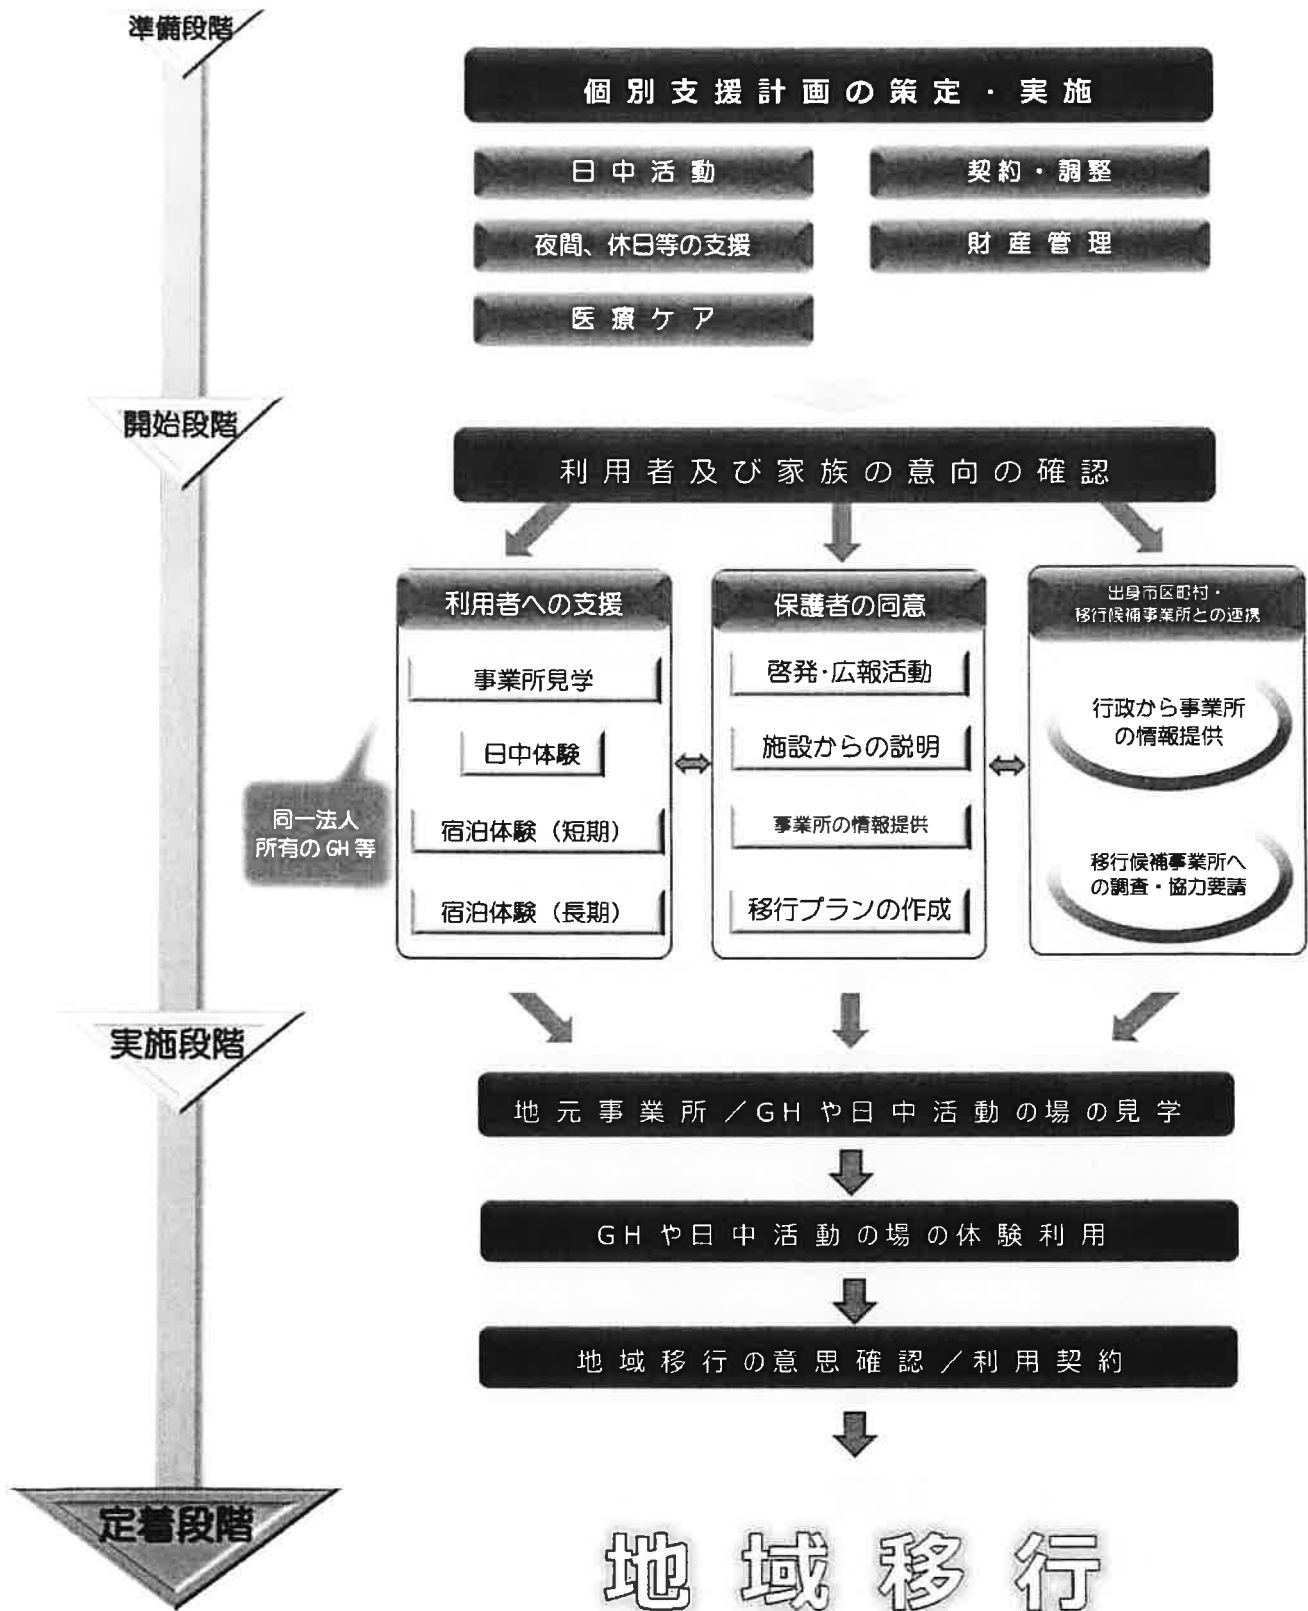 準備段階
個別支援計画の策定・実施
日中活動
契約・調整
夜間、休日等の支援
財産管理
医療ケア
開始段階
利用者及び家族の意向の確認
利用者への支援
事業所見学
日中体験
宿泊体験（短期）
宿泊体験（長期）
同一法人
所有のGH等
保護者の同意
啓発・広報活動
施設からの説明
事業所の情報提供
移行プランの作成
出身市区町村・
移行候補事業所との連携
行政から事業所
の情報提供
移行候補事業所へ
の調査・協力要請
実施段階
地元事業所／GHや日中活動の場の見学
GHや日中活動の場の体験利用
地域移行の意思確認／利用契約
定着段階
地域移行